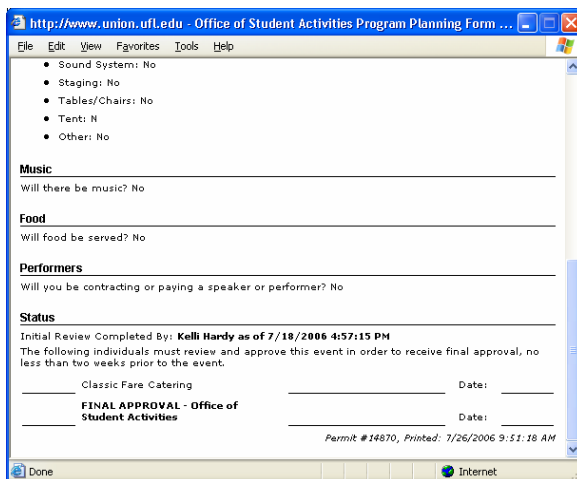 http://www.union.ufl.edu - Office of Student Activities Program Planning Form ...
File Edit View Favorites Tools Help
• Sound System: No
• Staging: No
• Tables/Chairs: No
• Tent: N
• Other: No
Music
Will there be music? No
Food
Will food be served? No
Performers
Will you be contracting or paying a speaker or performer? No
Status
Initial Review Completed By: Kelli Hardy as of 7/18/2006 4:57:15 PM
The following individuals must review and approve this event in order to receive final approval, no
less than two weeks prior to the event.
Classic Fare Catering Date:
FINAL APPROVAL - Office of
Student Activities Date:
Permit #14870, Printed: 7/26/2006 9:51:18 AM
Done Internet